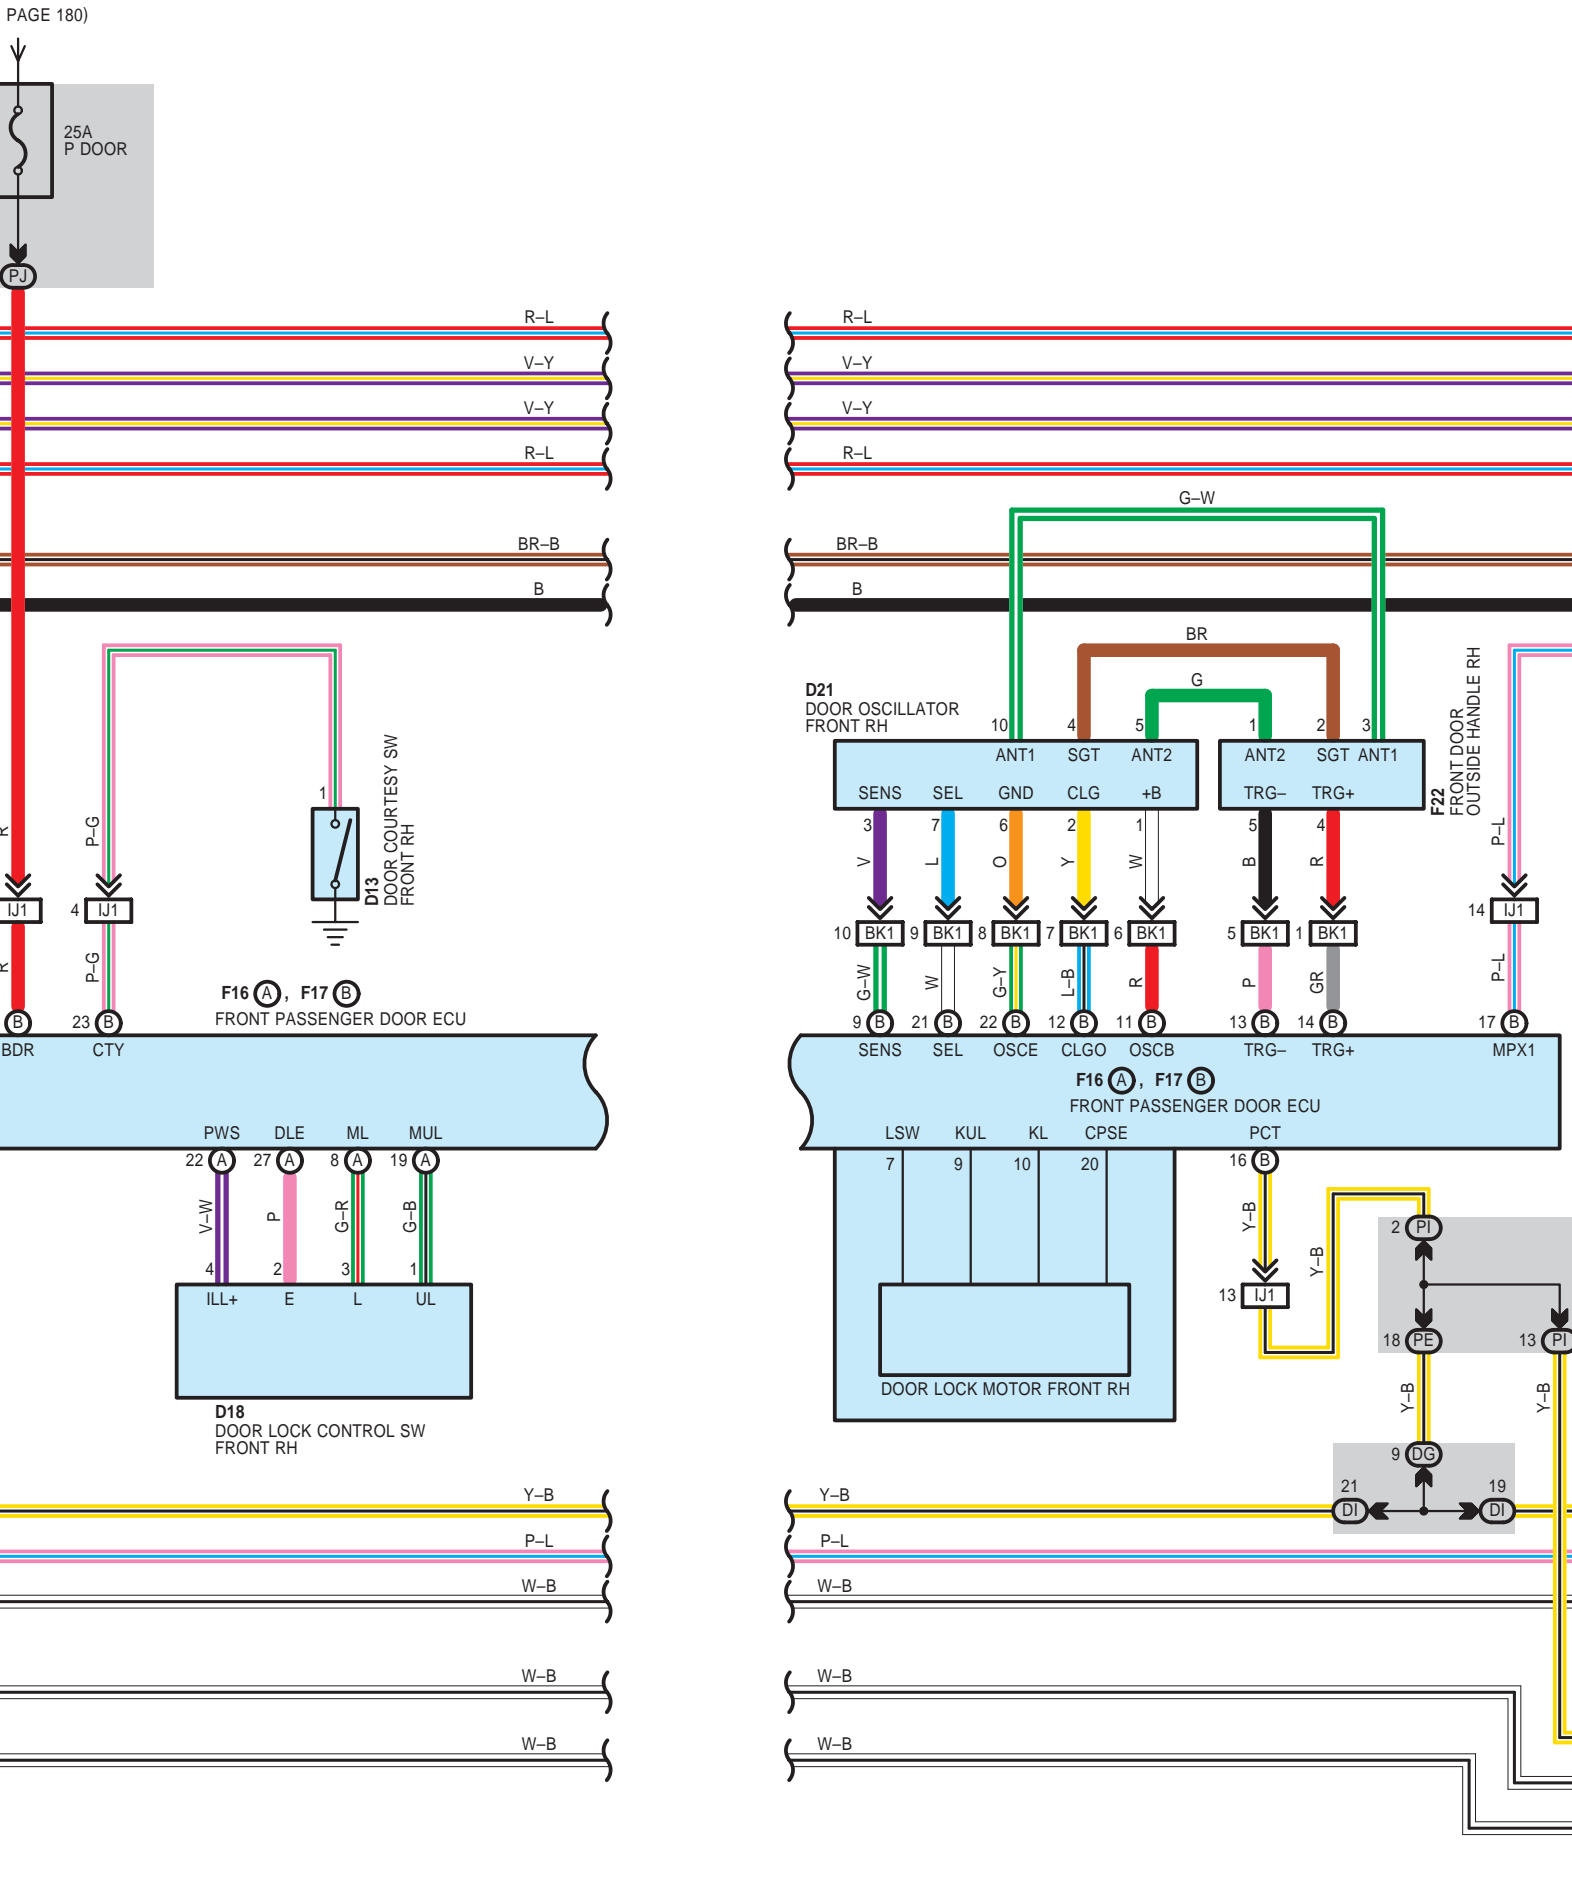 PAGE 180)
25A
P DOOR
PJ
R–L R–L
V–Y V–Y
V–Y V–Y
R–L R–L
G–W
BR–B BR–B
B B
BR
G
D21
DOOR OSCILLATOR
FRONT RH
10 4 5 1 2 3
ANT1 SGT ANT2 ANT2 SGT ANT1
SENS SEL GND CLG +B TRG– TRG+
F22
FRONT DOOR
OUTSIDE HANDLE RH
1
D13
DOOR COURTESY SW
FRONT RH
3 7 6 2 1 5 4
R P–G V L O Y W B R P–L
IJ1 4 IJ1 14 IJ1
10 BK1 9 BK1 8 BK1 7 BK1 6 BK1 5 BK1 1 BK1
R P–G G–W W G–Y L–B R P GR P–L
F16 A , F17 B
FRONT PASSENGER DOOR ECU
B 23 B 9 B 21 B 22 B 12 B 11 B 13 B 14 B 17 B
BDR CTY SENS SEL OSCE CLGO OSCB TRG– TRG+ MPX1
F16 A , F17 B
FRONT PASSENGER DOOR ECU
PWS DLE ML MUL LSW KUL KL CPSE PCT
22 A 27 A 8 A 19 A 7 9 10 20 16 B
V–W P G–R G–B Y–B Y–B
2 PI
4 2 3 1
ILL+ E L UL
13 IJ1
18 PE 13 PI
DOOR LOCK MOTOR FRONT RH
Y–B Y–B
D18
DOOR LOCK CONTROL SW
FRONT RH
9 DG
21 19
DI DI
Y–B Y–B
P–L P–L
W–B W–B
W–B W–B
W–B W–B